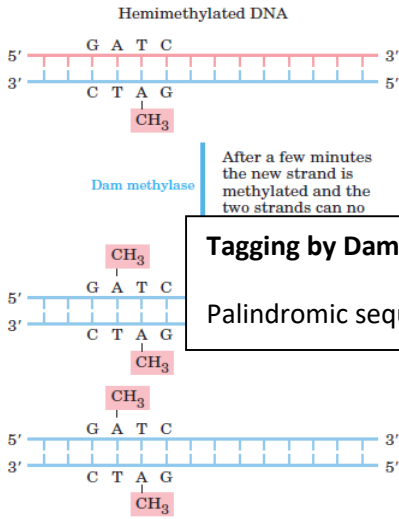 Hemimethylated DNA
G A T C
5′ 3′
3′ 5′
C T A G
CH₃
Dam methylase
After a few minutes
the new strand is
methylated and the
two strands can no
Tagging by Dam
Palindromic sequ
CH₃
G A T C
5′
3′
C T A G
CH₃
CH₃
G A T C
5′ 3′
3′ 5′
C T A G
CH₃